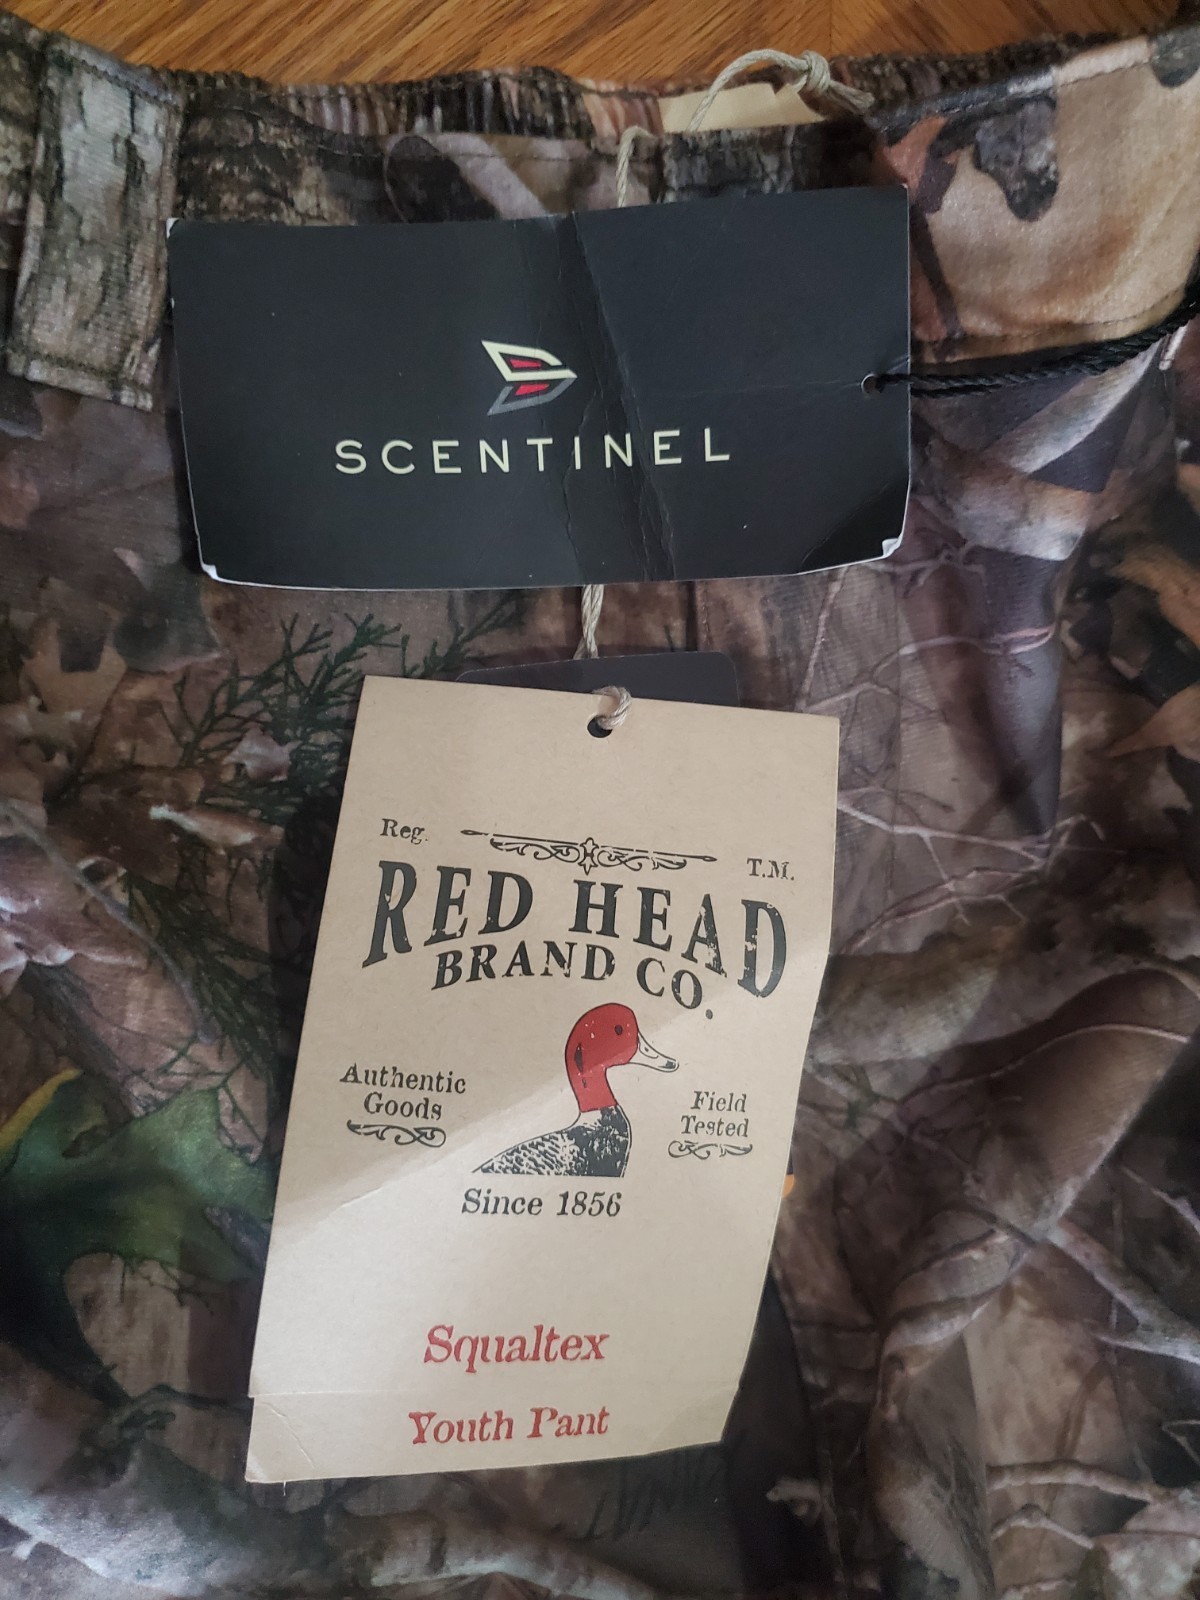 SCENTINEL
Reg.
T.M.
RED HEAD
BRAND CO.
Authentic
Goods
Field
Tested
Since 1856
Squaltex
Youth Pant